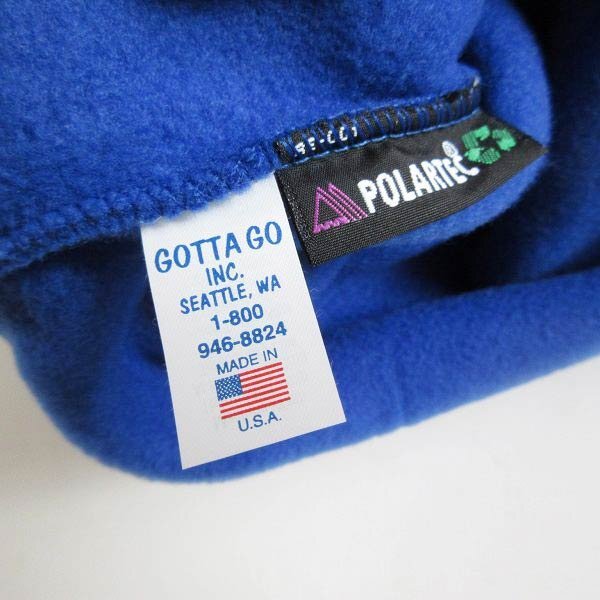 GOTTA GO
INC.
SEATTLE, WA
1-800
946-8824
MADE IN
U.S.A.
POLARTEC®